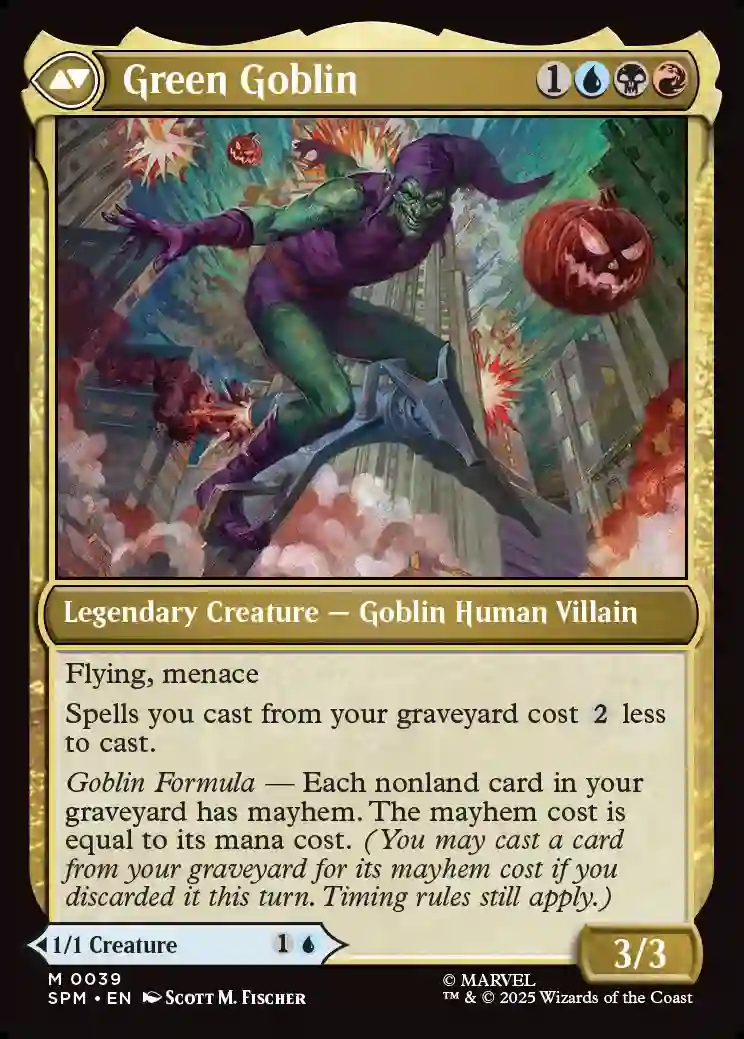 Green Goblin 1
Legendary Creature — Goblin Human Villain
Flying, menace
Spells you cast from your graveyard cost 2 less
to cast.
Goblin Formula — Each nonland card in your
graveyard has mayhem. The mayhem cost is
equal to its mana cost. (You may cast a card
from your graveyard for its mayhem cost if you
discarded it this turn. Timing rules still apply.)
1/1 Creature 1
3/3
M 0039
SPM • EN Scott M. Fischer
© MARVEL
™ & © 2025 Wizards of the Coast